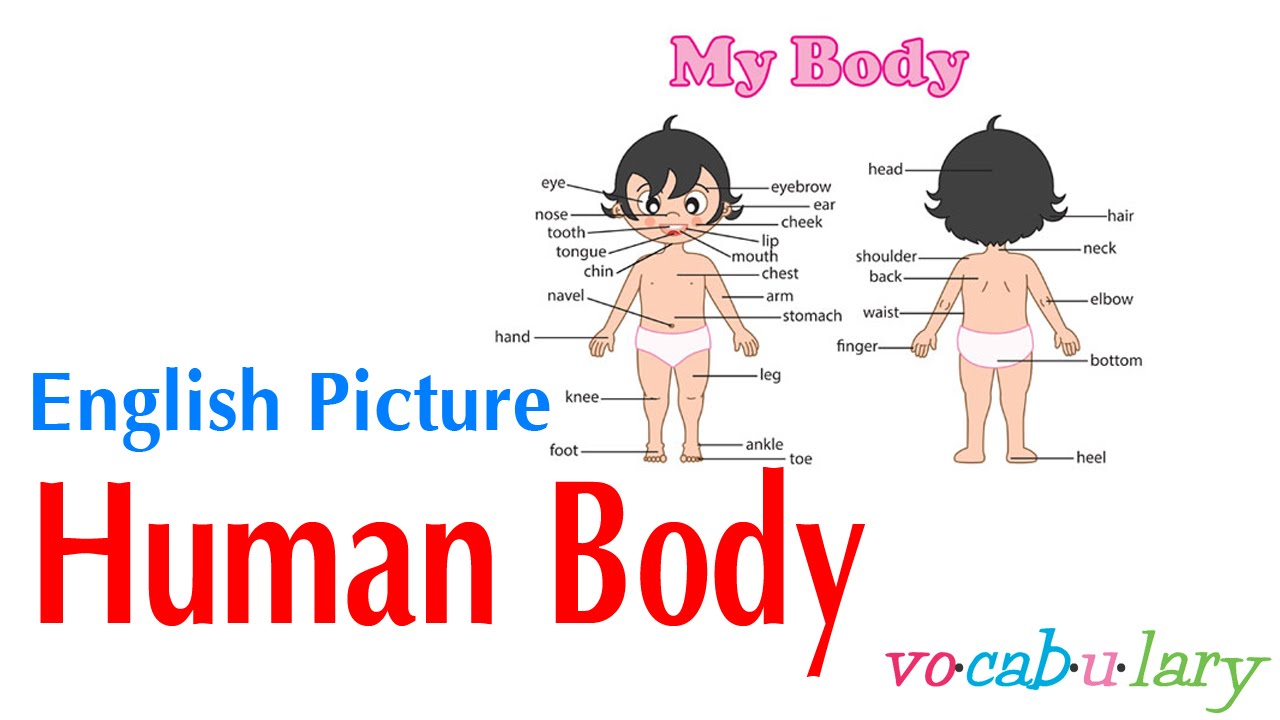 My Body
eye
nose
tooth
tongue
chin
navel
hand
knee
foot
eyebrow
ear
cheek
lip
mouth
chest
arm
stomach
leg
ankle
toe
head
shoulder
back
waist
finger
hair
neck
elbow
bottom
heel
English Picture
Human Body
vo·cab·u·lary